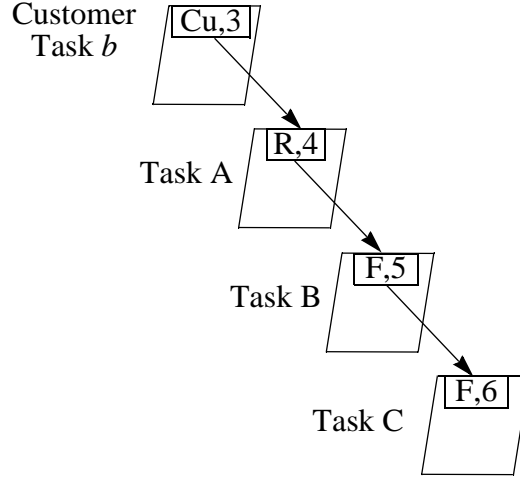 Customer
Task b
Cu,3
Task A
R,4
Task B
F,5
Task C
F,6